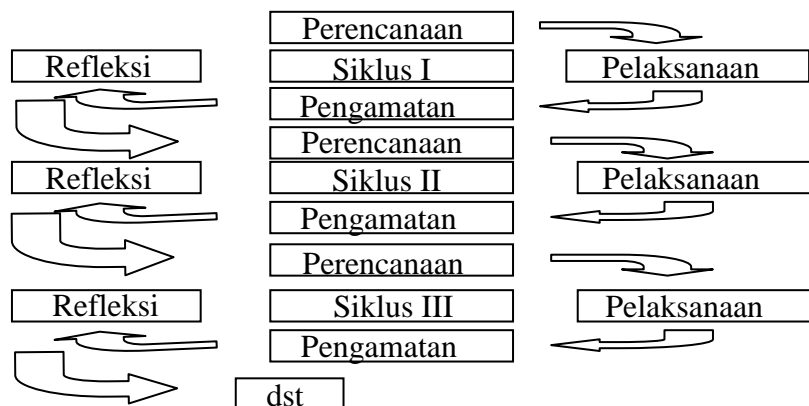 Perencanaan
Refleksi Siklus I Pelaksanaan
Pengamatan
Perencanaan
Refleksi Siklus II Pelaksanaan
Pengamatan
Perencanaan
Refleksi Siklus III Pelaksanaan
Pengamatan
dst